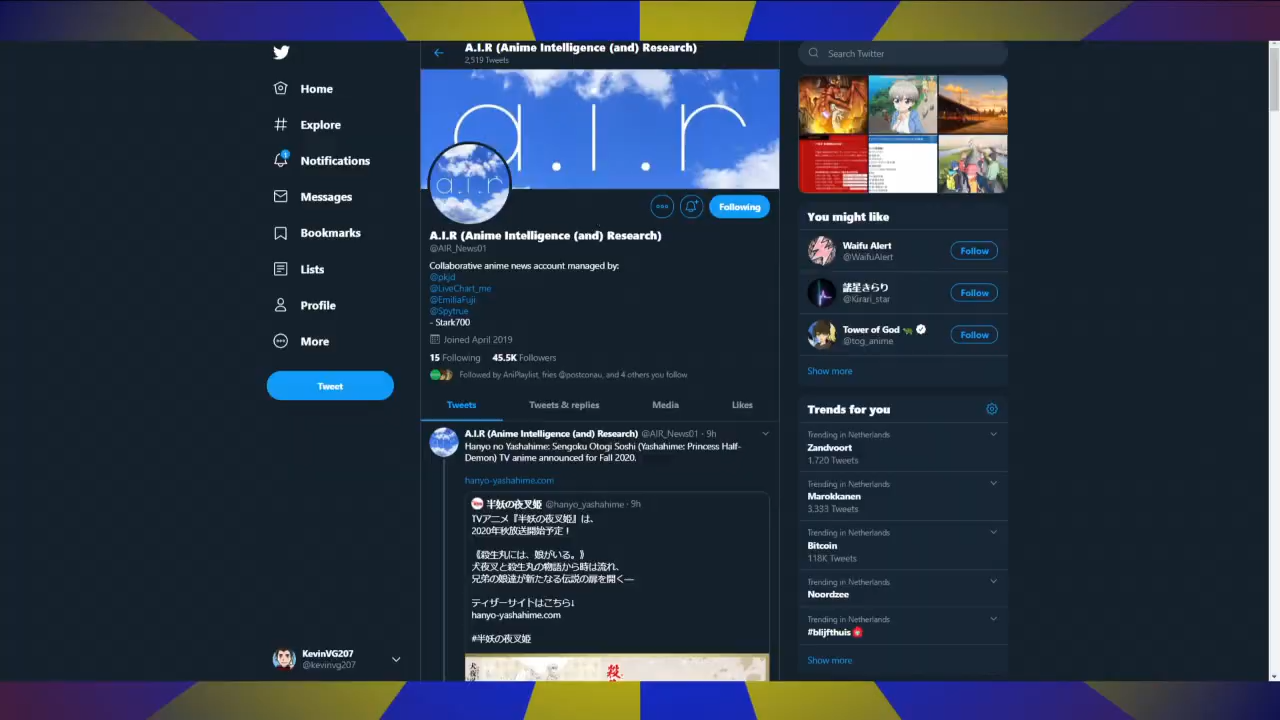 Home
Explore
1
Notifications
Messages
Bookmarks
Lists
Profile
More
Tweet
KevinVG207
@kevinvg207
A.I.R (Anime Intelligence (and) Research)
2,519 Tweets
a.i.r
a.i.r
Following
A.I.R (Anime Intelligence (and) Research)
@AIR_News01
Collaborative anime news account managed by:
@pkjd
@LiveChart_me
@EmiliaFuji
@Spytrue
- Stark700
Joined April 2019
15 Following 45.5K Followers
Followed by AniPlaylist, fries @postconau, and 4 others you follow
Tweets Tweets & replies Media Likes
A.I.R (Anime Intelligence (and) Research) @AIR_News01 · 9h
Hanyo no Yashahime: Sengoku Otogi Soshi (Yashahime: Princess Half-
Demon) TV anime announced for Fall 2020.
hanyo-yashahime.com
半妖の夜叉姫 @hanyo_yashahime · 9h
TVアニメ『半妖の夜叉姫』は、
2020年秋放送開始予定！
《殺生丸には、娘がいる。》
犬夜叉と殺生丸の物語から時は流れ、
兄弟の娘達が新たなる伝説の扉を開く―
ティザーサイトはこちら↓
hanyo-yashahime.com
#半妖の夜叉姫
Search Twitter
You might like
Waifu Alert
@WaifuAlert
Follow
諸星きらり
@Kirari_star
Follow
Tower of God
@tog_anime
Follow
Show more
Trends for you
Trending in Netherlands
Zandvoort
1.720 Tweets
Trending in Netherlands
Marokkanen
3.333 Tweets
Trending in Netherlands
Bitcoin
118K Tweets
Trending in Netherlands
Noordzee
Trending in Netherlands
#blijfthuis
Show more